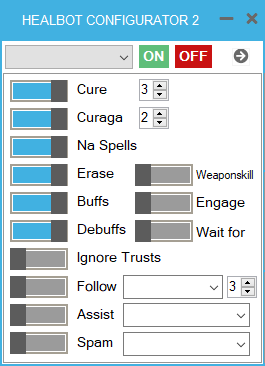 HEALBOT CONFIGURATOR 2
ON OFF
Cure 3
Curaga 2
Na Spells
Erase Weaponskill
Buffs Engage
Debuffs Wait for
Ignore Trusts
Follow 3
Assist
Spam